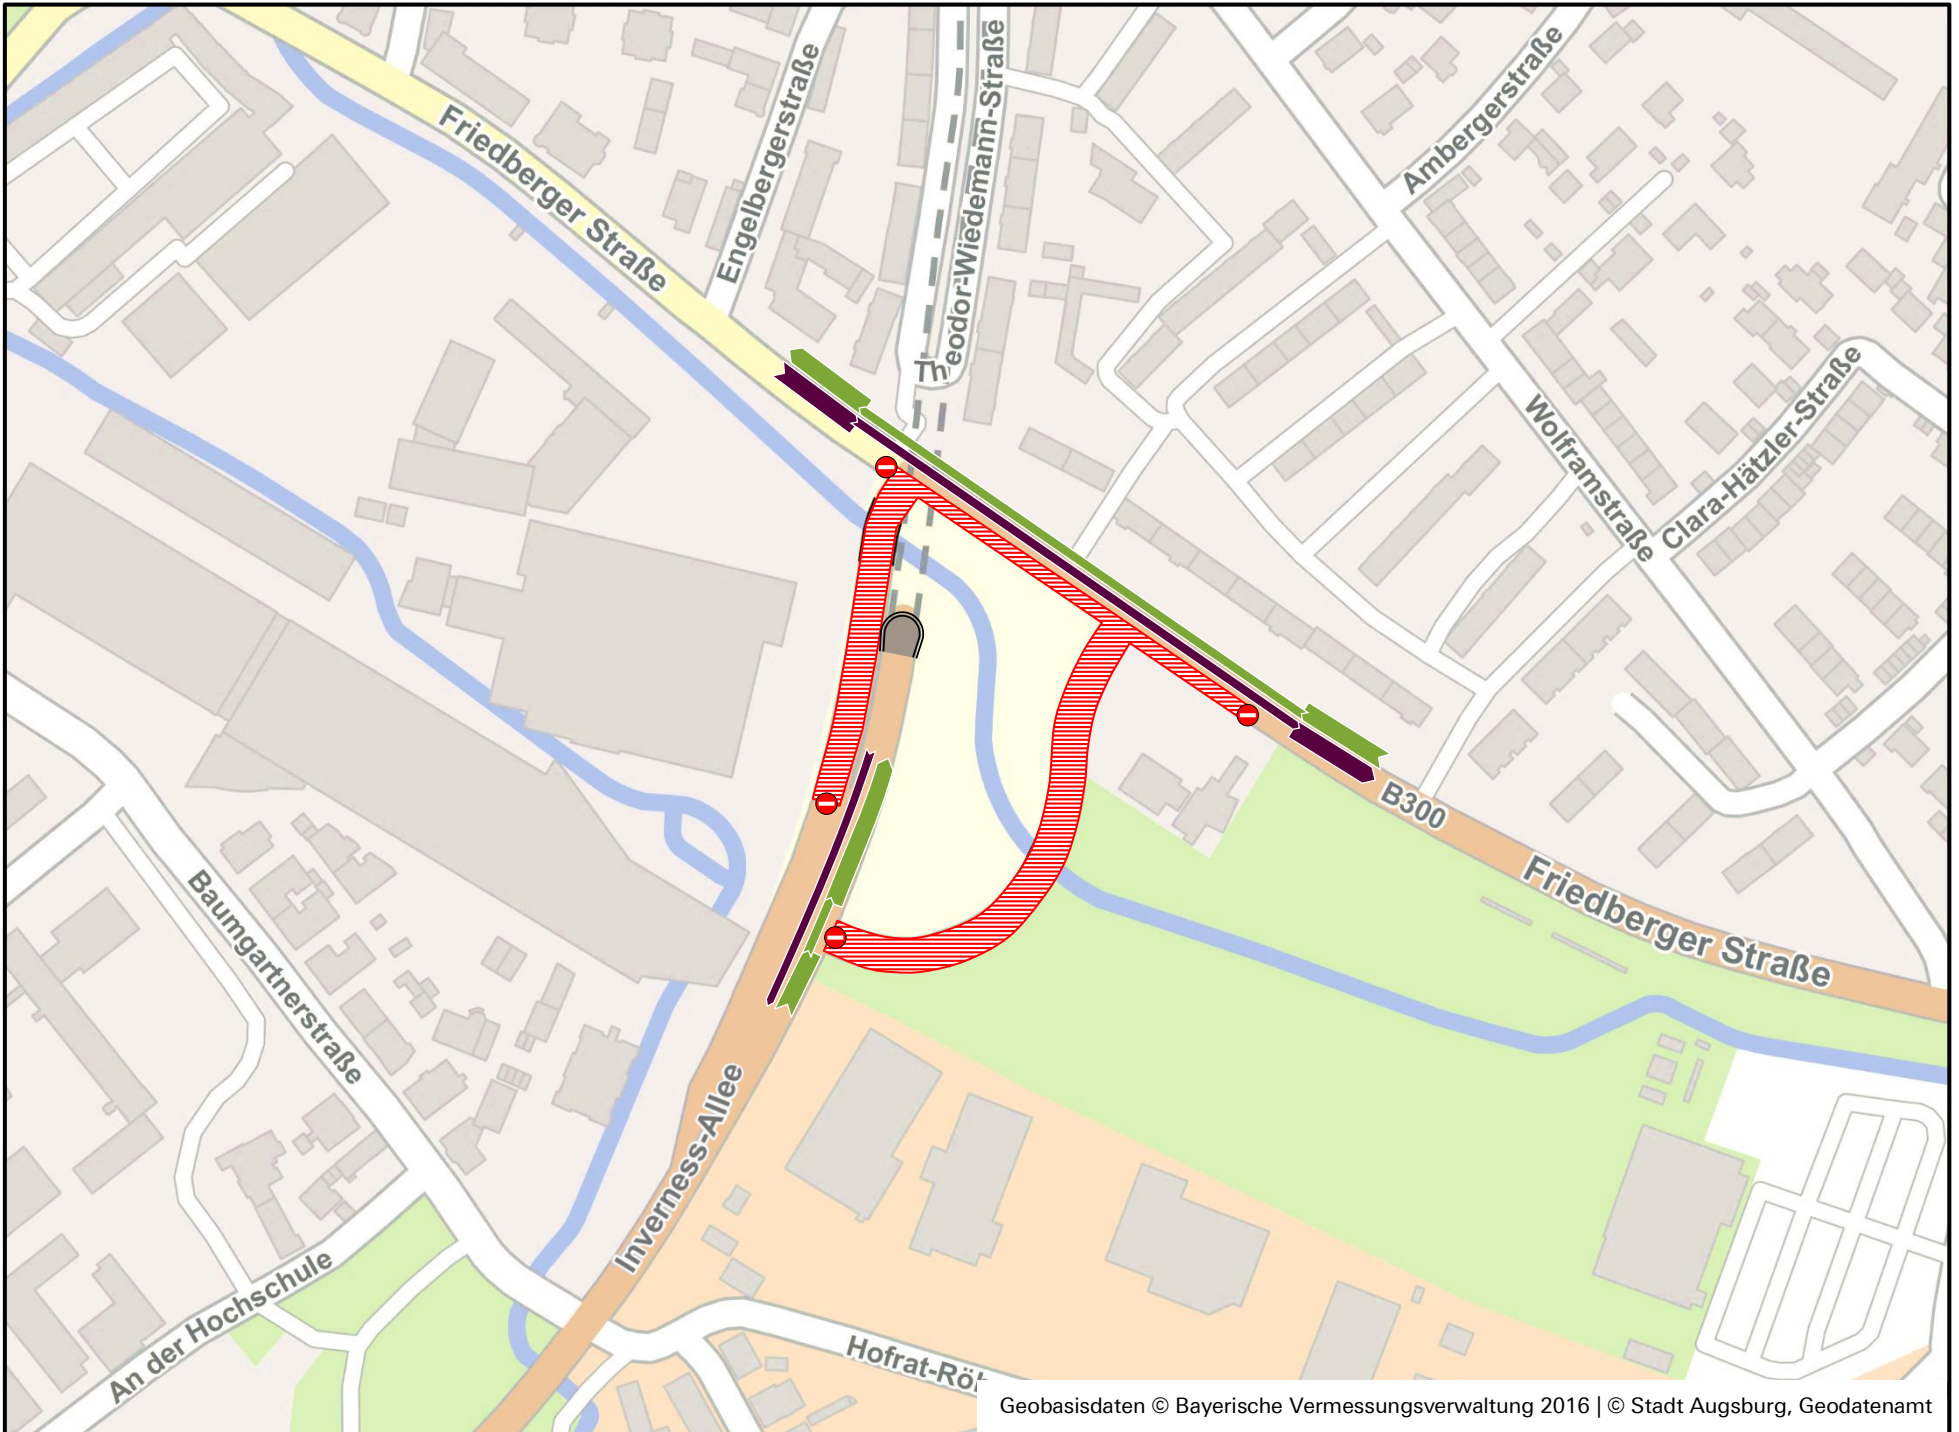 Friedberger Straße
Engelbergerstraße
Theodor-Wiedemann-Straße
Ambergerstraße
Wolframstraße
Clara-Hätzler-Straße
B300
Friedberger Straße
Baumgartnerstraße
Inverness-Allee
An der Hochschule
Hofrat-Röh
Geobasisdaten © Bayerische Vermessungsverwaltung 2016 | © Stadt Augsburg, Geodatenamt